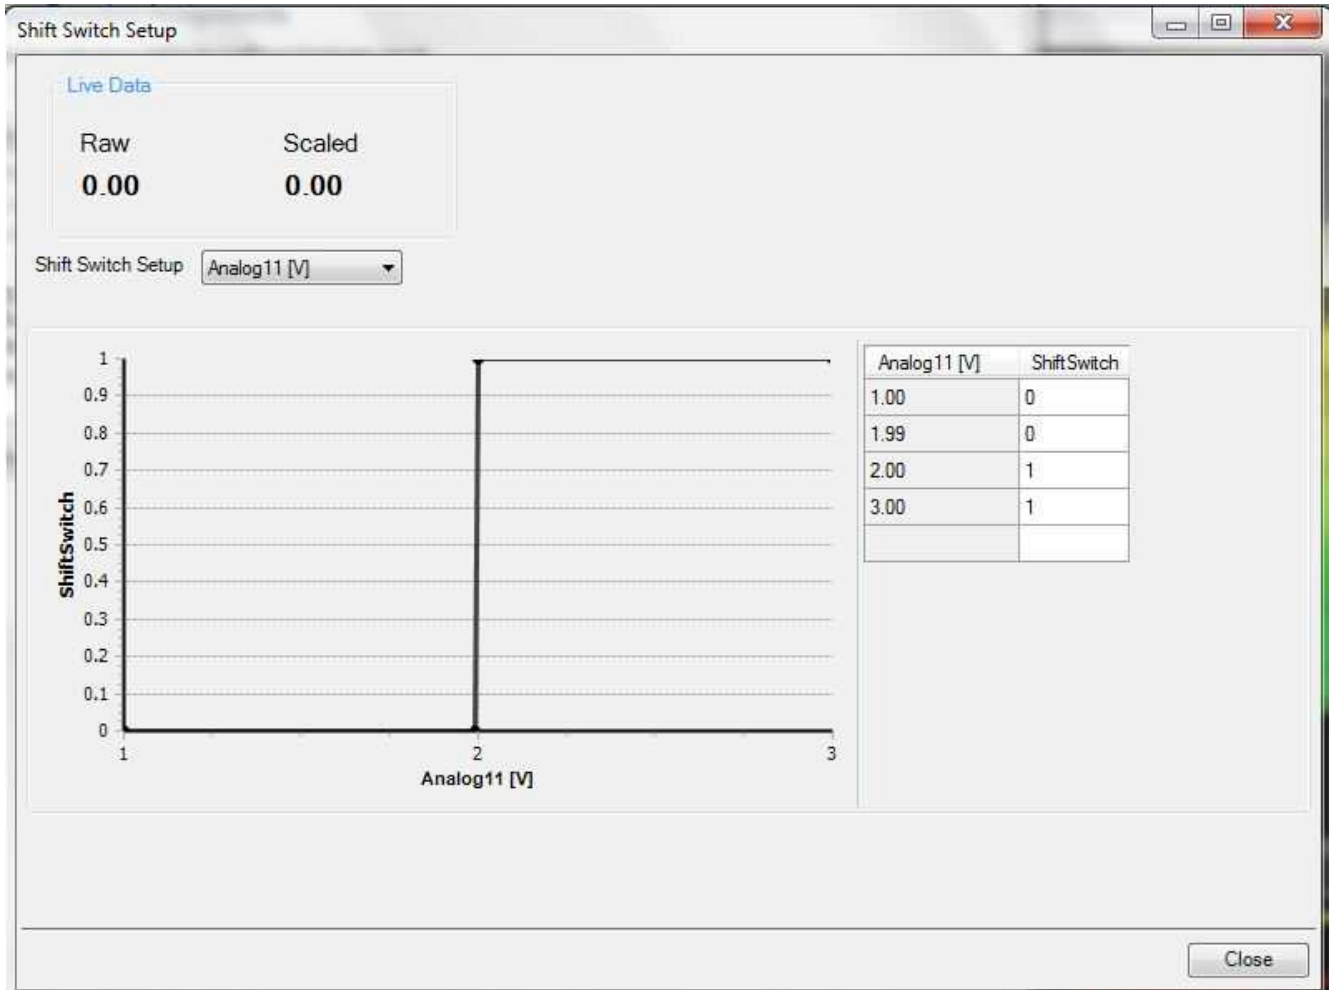 Shift Switch Setup
Live Data
Raw Scaled
0.00 0.00
Shift Switch Setup Analog11 [V]
1
0.9
0.8
0.7
0.6
0.5
0.4
0.3
0.2
0.1
0
ShiftSwitch
1 2 3
Analog11 [V]
Analog11 [V] ShiftSwitch
1.00 0
1.99 0
2.00 1
3.00 1
Close